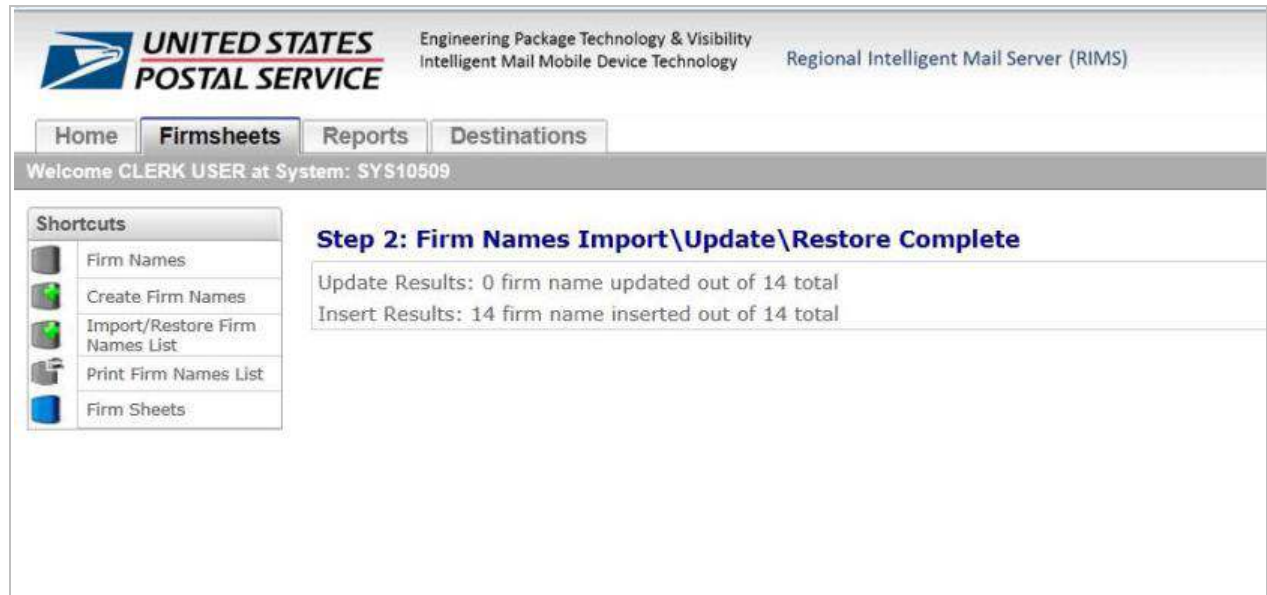 UNITED STATES
POSTAL SERVICE
Engineering Package Technology & Visibility
Intelligent Mail Mobile Device Technology
Regional Intelligent Mail Server (RIMS)
Home
Firmsheets
Reports
Destinations
Welcome CLERK USER at System: SYS10509
Shortcuts
Firm Names
Create Firm Names
Import/Restore Firm
Names List
Print Firm Names List
Firm Sheets
Step 2: Firm Names Import\Update\Restore Complete
Update Results: 0 firm name updated out of 14 total
Insert Results: 14 firm name inserted out of 14 total